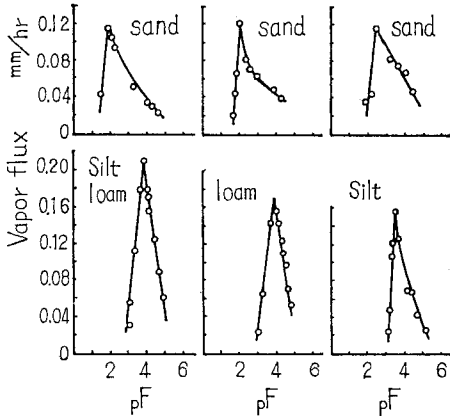 mm/hr
Vapor flux
0.12
0.08
0.04
0
sand
sand
sand
0.20
0.16
0.12
0.08
0.04
0
Silt
loam
loam
Silt
2 4 6
2 4 6
2 4 6
pF
pF
pF